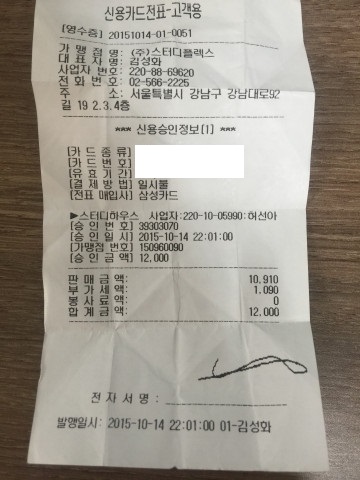 신용카드전표-고객용
[영수증] 20151014-01-0051
가 맹 점 명: (주)스터디플렉스
대 표 자 명: 김성화
사업자 번호: 220-88-69620
전 화 번 호: 02-566-2225
주 소: 서울특별시 강남구 강남대로92
길 19 2.3.4층
*** 신용승인정보[1] ***
[카 드 종 류]
[카 드 번 호]
[유 효 기 간]
[결 제 방 법] 일시불
[전표 매입사] 삼성카드
▶스터디하우스 사업자:220-10-05990:허선아
[승 인 번 호] 39303070
[승 인 일 시] 2015-10-14 22:01:00
[가맹점 번호] 150960090
[승 인 금 액] 12.000
판 매 금 액: 10.910
부 가 세 액: 1.090
봉 사 료 액: 0
합 계 금 액: 12.000
전 자 서 명 :
발행일시: 2015-10-14 22:01:00 01-김성화